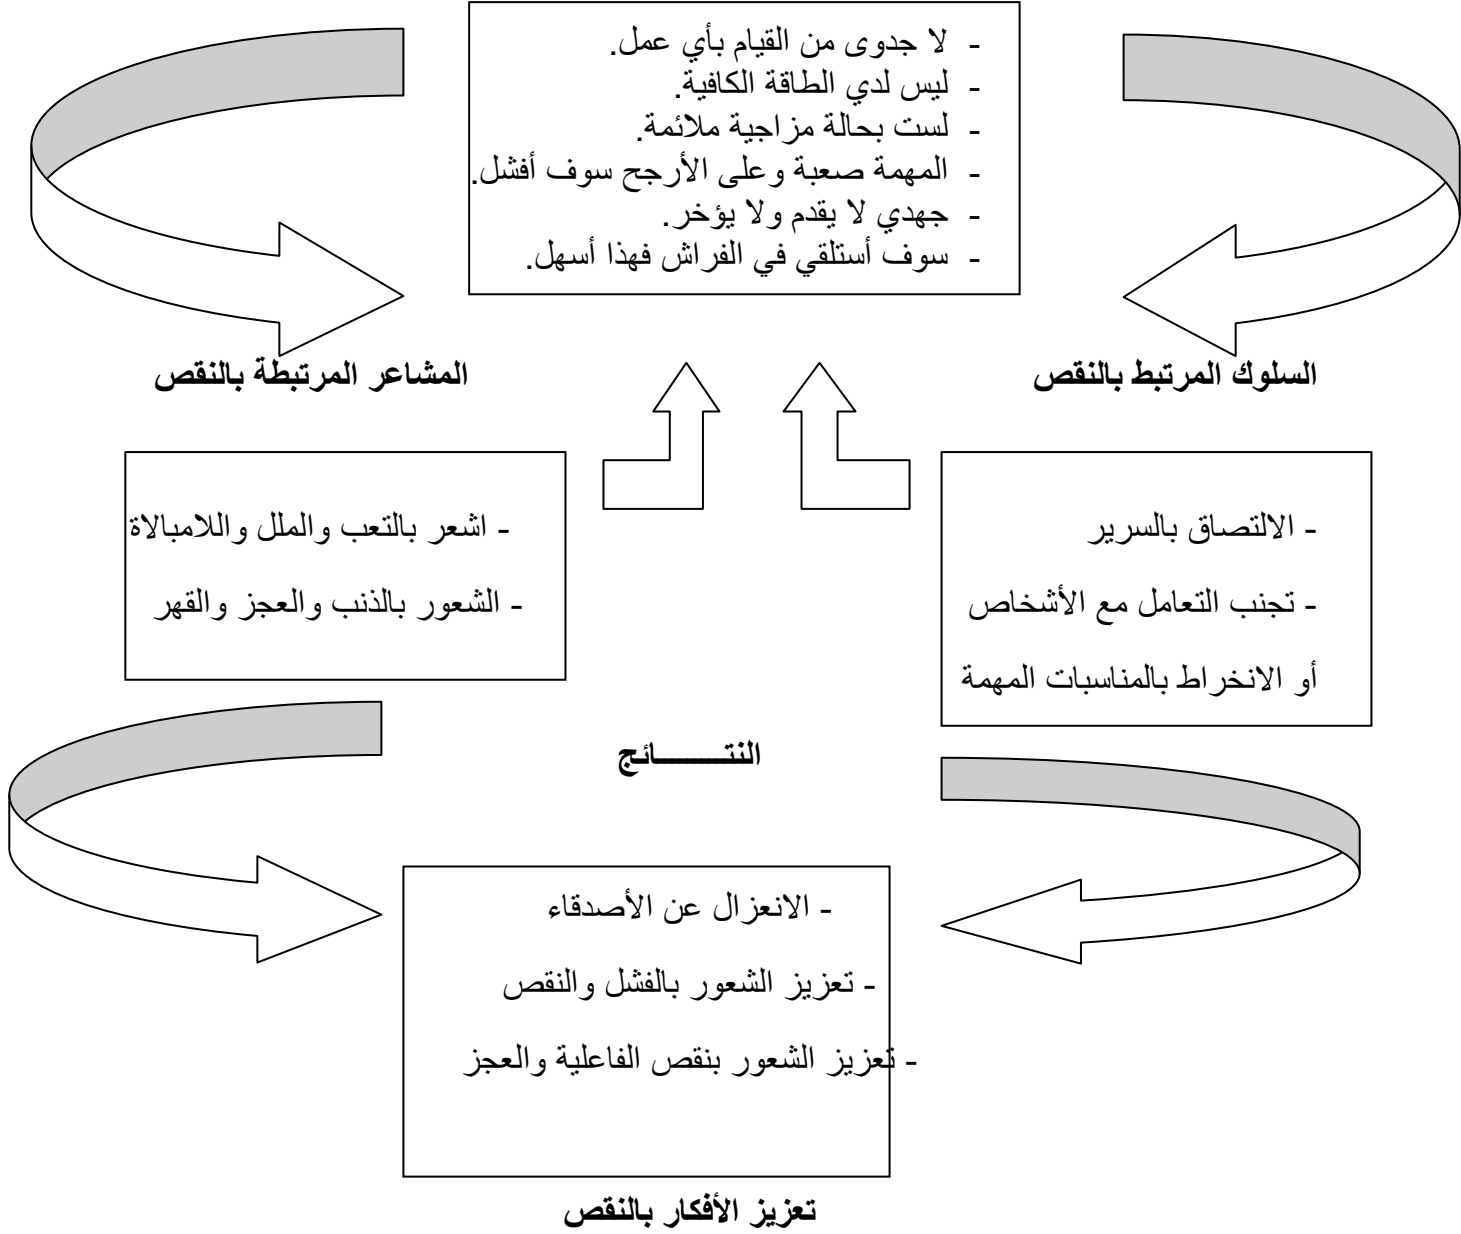 - لا جدوى من القيام بأي عمل.
- ليس لدي الطاقة الكافية.
- لست بحالة مزاجية ملائمة.
- المهمة صعبة وعلى الأرجح سوف أفشل.
- جهدي لا يقدم ولا يؤخر.
- سوف أستلقي في الفراش فهذا أسهل.
السلوك المرتبط بالنقص
المشاعر المرتبطة بالنقص
- الالتصاق بالسرير
- تجنب التعامل مع الأشخاص
أو الانخراط بالمناسبات المهمة
- اشعر بالتعب والملل واللامبالاة
- الشعور بالذنب والعجز والقهر
النتـــــــــائج
- الانعزال عن الأصدقاء
- تعزيز الشعور بالفشل والنقص
- تعزيز الشعور بنقص الفاعلية والعجز
تعزيز الأفكار بالنقص